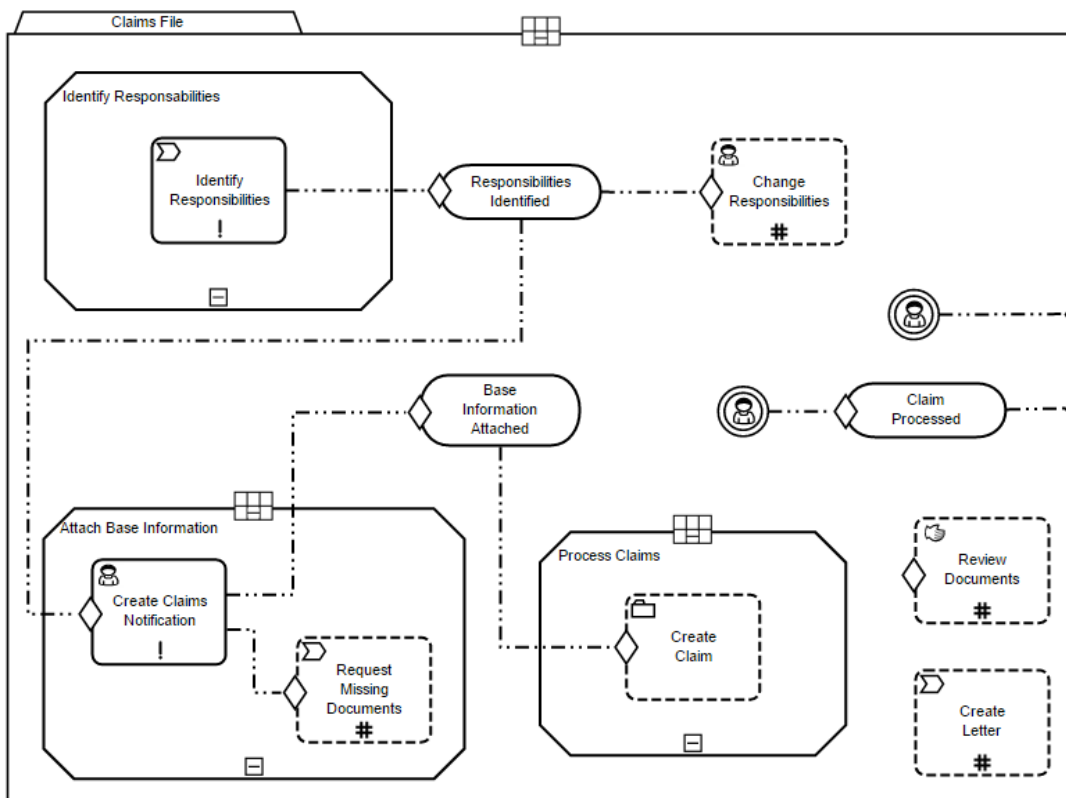 Claims File
Identify Responsabilities
Identify
Responsibilities
!
Responsibilities
Identified
Change
Responsibilities
#
Base
Information
Attached
Claim
Processed
Attach Base Information
Create Claims
Notification
!
Request
Missing
Documents
#
Process Claims
Create
Claim
Review
Documents
#
Create
Letter
#